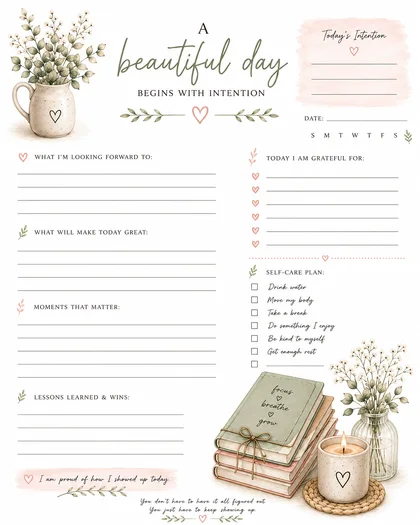 A
beautiful day
BEGINS WITH INTENTION
Today's Intention
DATE:
S M T W T F S
WHAT I'M LOOKING FORWARD TO:
WHAT WILL MAKE TODAY GREAT:
MOMENTS THAT MATTER:
LESSONS LEARNED & WINS:
I am proud of how I showed up today.
TODAY I AM GRATEFUL FOR:
SELF-CARE PLAN:
Drink water
Move my body
Take a break
Do something I enjoy
Be kind to myself
Get enough rest
focus
breathe
grow
You don't have to have it all figured out.
You just have to keep showing up.